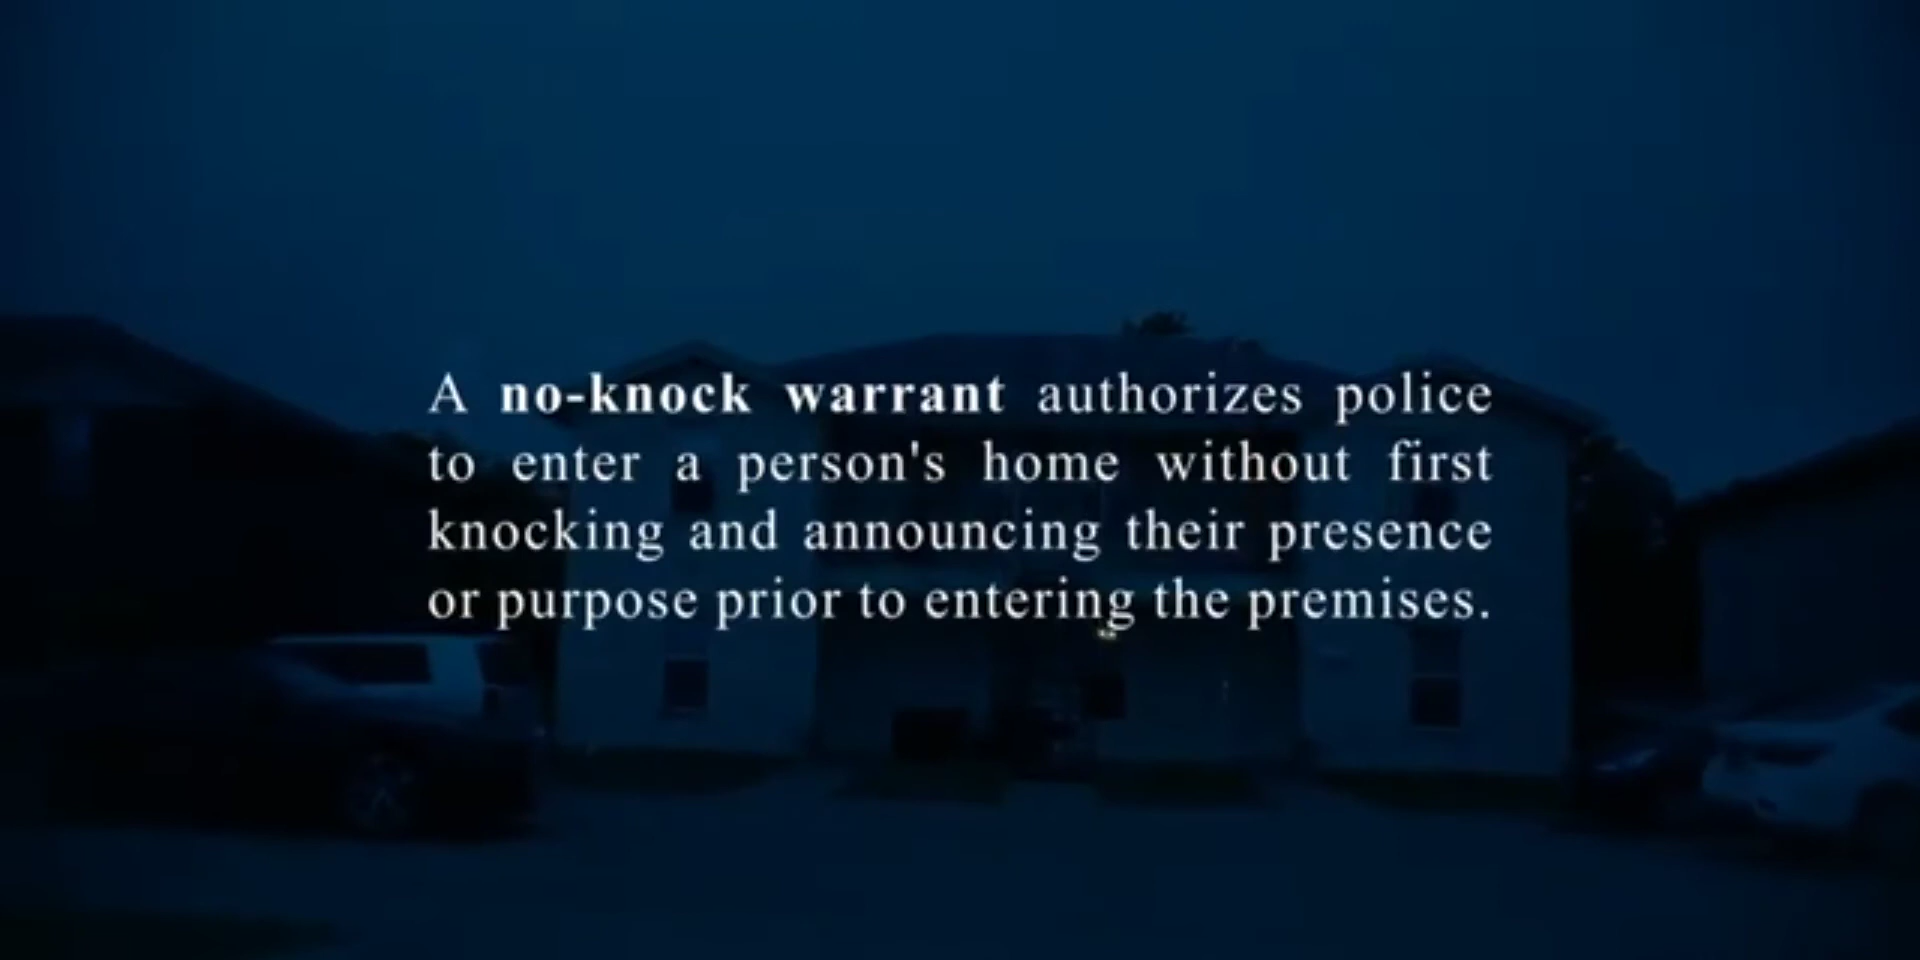 A no-knock warrant authorizes police
to enter a person's home without first
knocking and announcing their presence
or purpose prior to entering the premises.